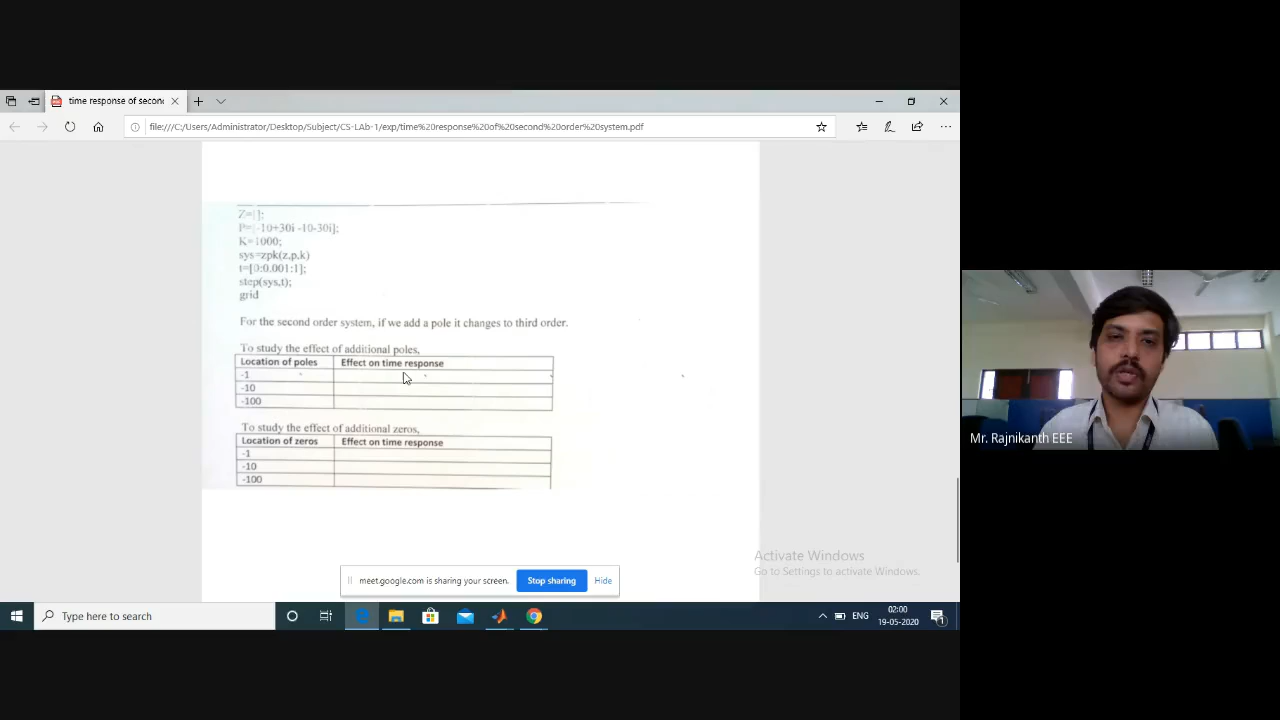 time response of secon
file:///C:/Users/Administrator/Desktop/Subject/CS-LAb-1/exp/time%20response%20of%20second%20order%20system.pdf
Z=[];
P=[-10+30i -10-30i];
K=1000;
sys=zpk(z,p,k)
t=[0:0.001:1];
step(sys,t);
grid
For the second order system, if we add a pole it changes to third order.
To study the effect of additional poles,
Location of poles Effect on time response
-1
-10
-100
To study the effect of additional zeros,
Location of zeros Effect on time response
-1
-10
-100
Mr. Rajnikanth EEE
Activate Windows
Go to Settings to activate Windows.
meet.google.com is sharing your screen. Stop sharing Hide
Type here to search
ENG
02:00
19-05-2020
1